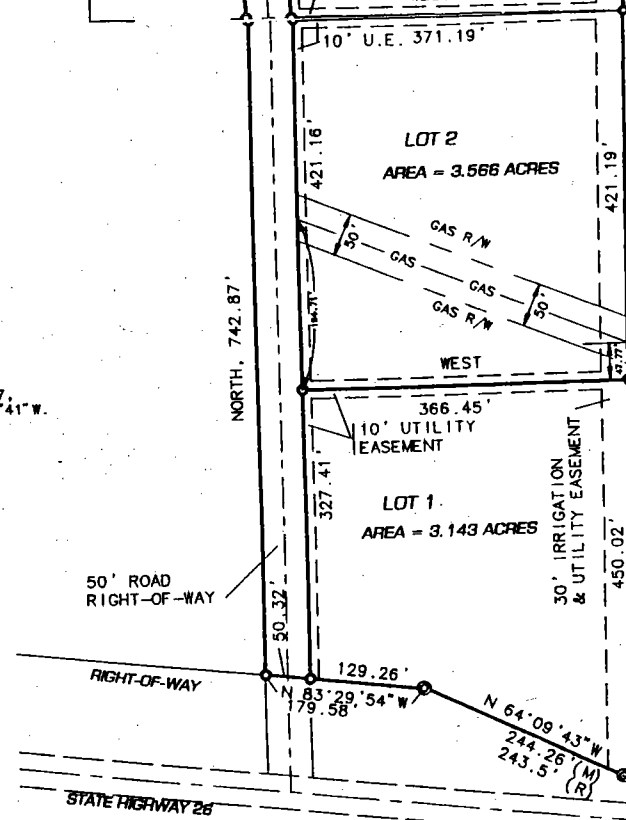 10' U.E. 371.19'
LOT 2
AREA = 3.566 ACRES
421.16'
421.19'
GAS R/W
50'
GAS
GAS
50'
GAS R/W
NORTH, 742.87'
47.77'
WEST
41"W.
366.45'
10' UTILITY
EASEMENT
327.41'
LOT 1
AREA = 3.143 ACRES
30' IRRIGATION
& UTILITY EASEMENT
450.02'
50' ROAD
RIGHT-OF-WAY
50.32'
129.26'
RIGHT-OF-WAY
N 83°29'54"W
179.58'
N 64°09'43"W
244.26' (M)
243.5' (R)
STATE HIGHWAY 26